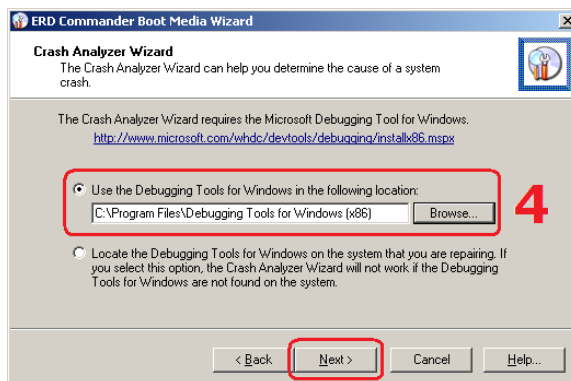 ERD Commander Boot Media Wizard
Crash Analyzer Wizard
The Crash Analyzer Wizard can help you determine the cause of a system
crash.
The Crash Analyzer Wizard requires the Microsoft Debugging Tool for Windows.
http://www.microsoft.com/whdc/devtools/debugging/installx86.mspx
Use the Debugging Tools for Windows in the following location:
C:\Program Files\Debugging Tools for Windows (x86) Browse...
4
Locate the Debugging Tools for Windows on the system that you are repairing. If
you select this option, the Crash Analyzer Wizard will not work if the Debugging
Tools for Windows are not found on the system.
< Back Next > Cancel Help...